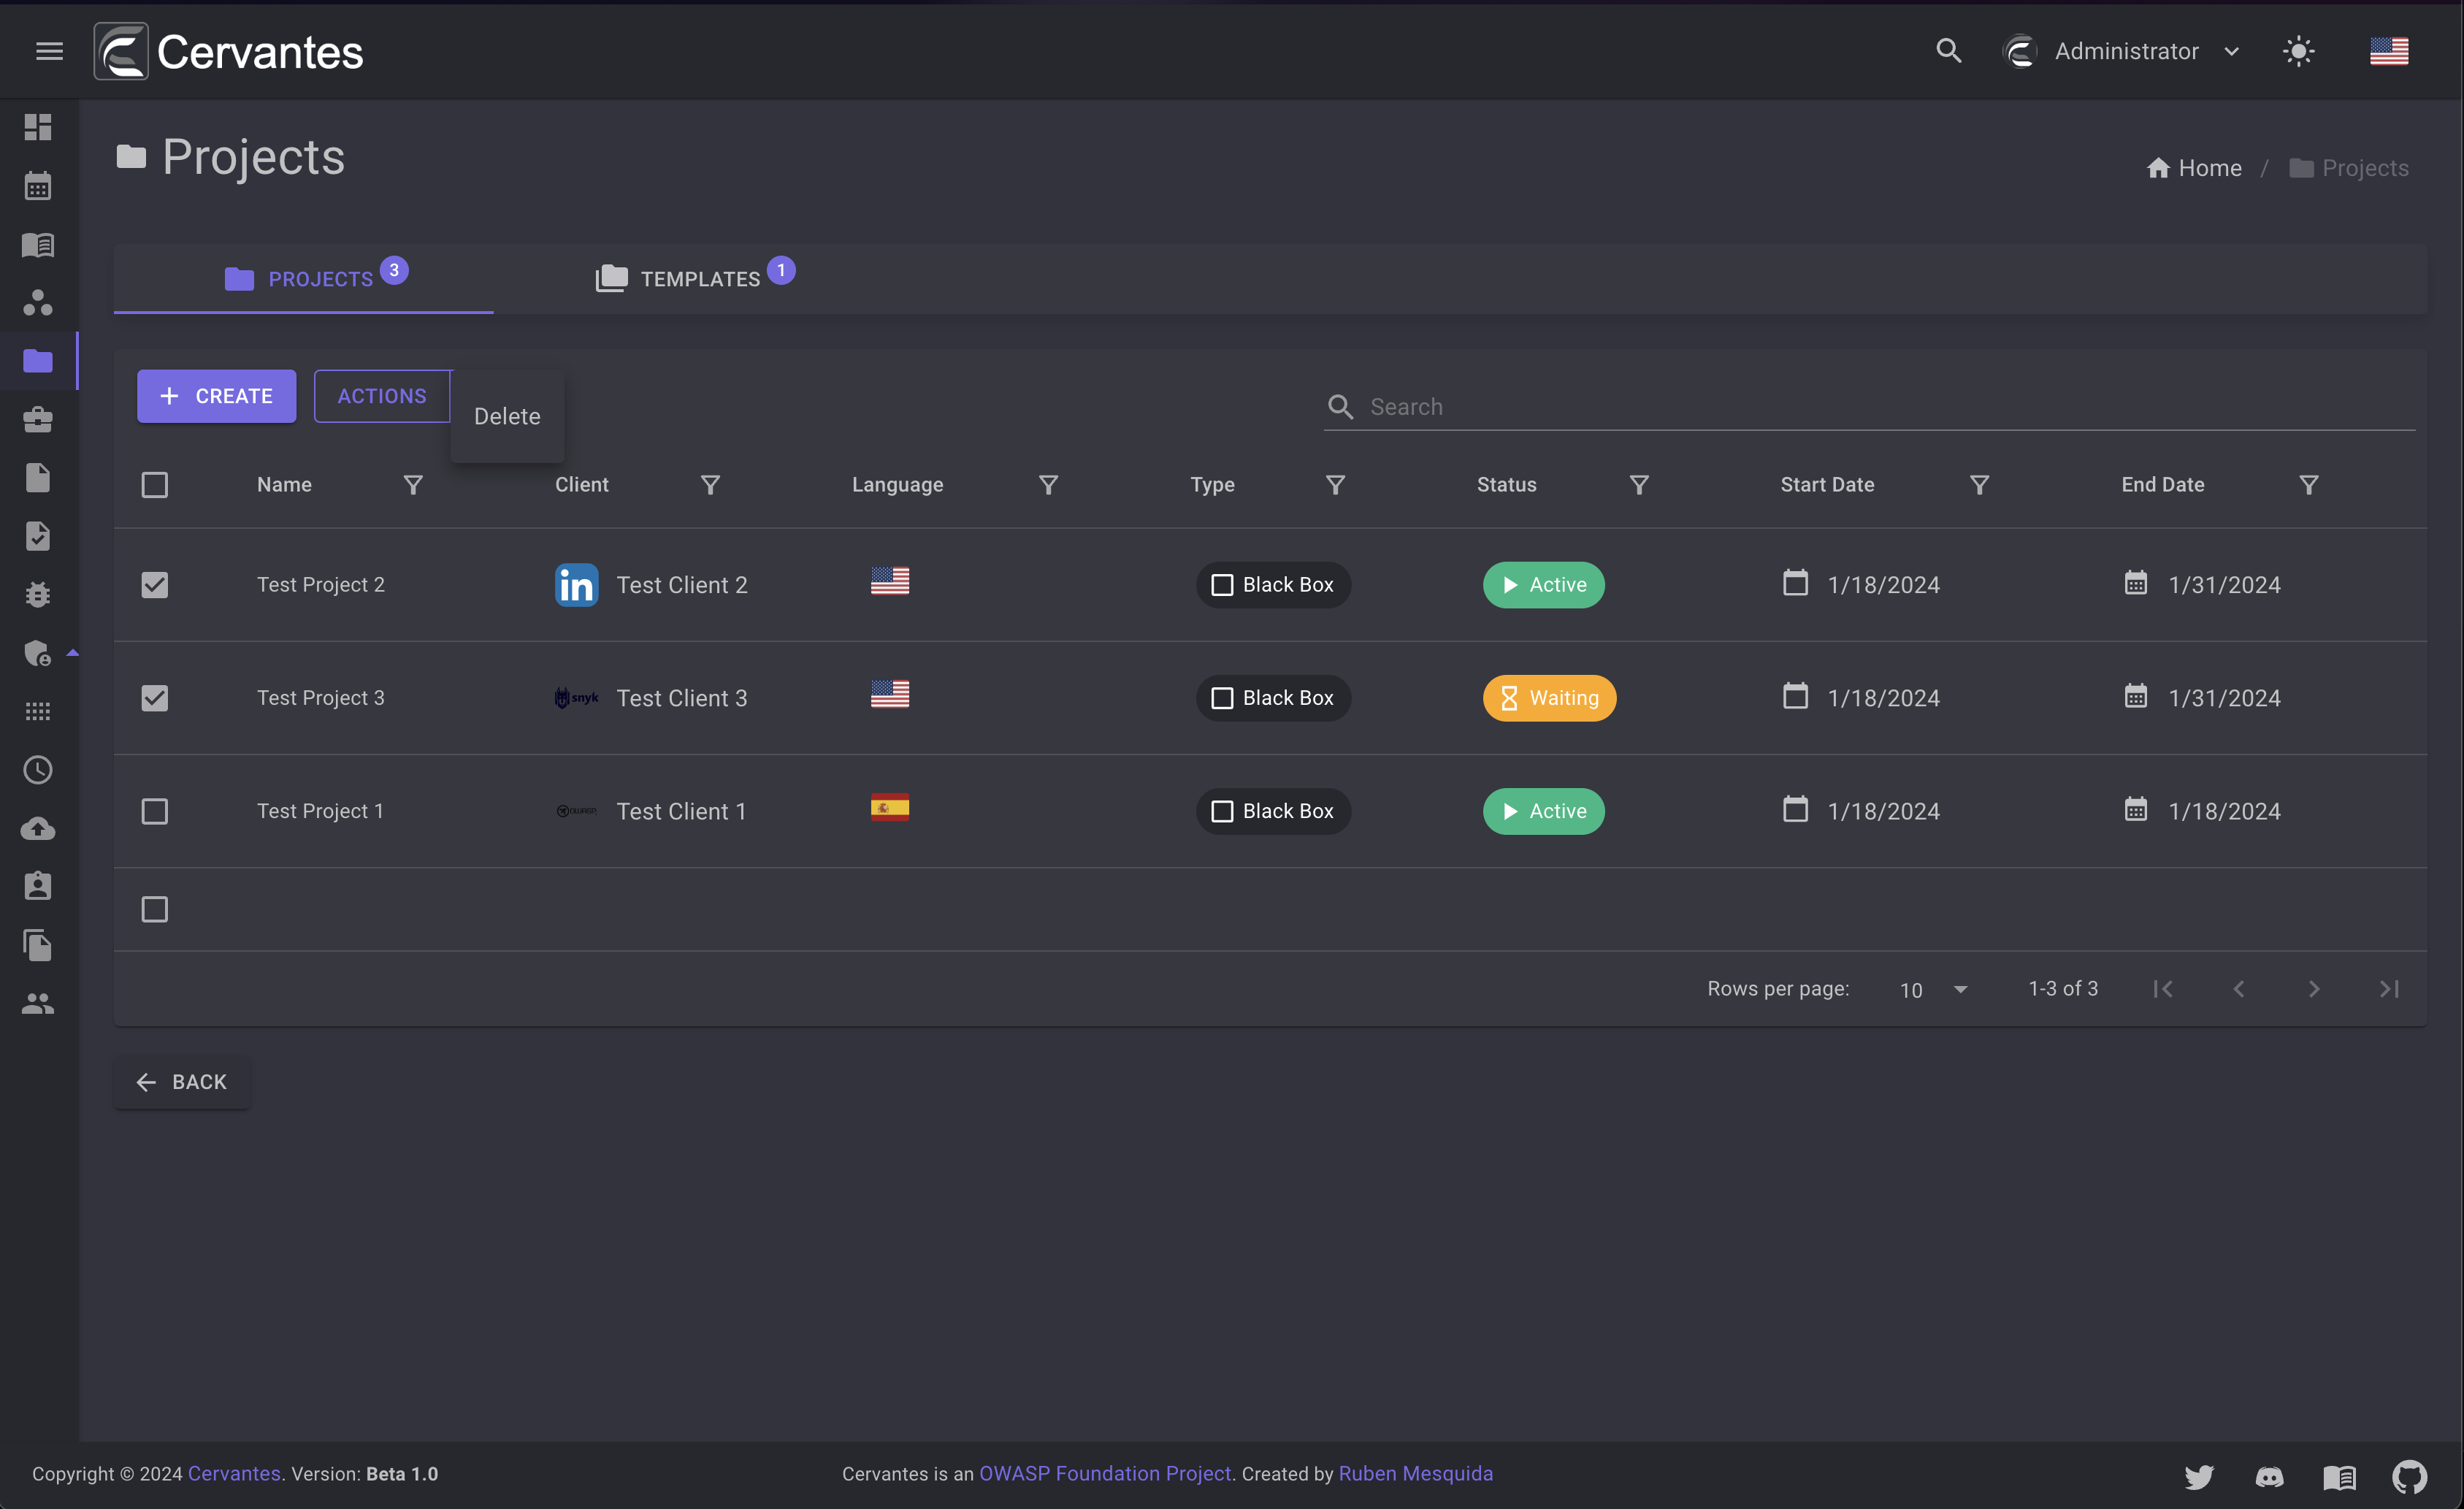 Cervantes
Administrator
Projects
Home / Projects
PROJECTS 3
TEMPLATES 1
CREATE
ACTIONS
Delete
Search
Name Client Language Type Status Start Date End Date
Test Project 2 in Test Client 2 Black Box Active 1/18/2024 1/31/2024
Test Project 3 snyk Test Client 3 Black Box Waiting 1/18/2024 1/31/2024
Test Project 1 OWASP Test Client 1 Black Box Active 1/18/2024 1/18/2024
Rows per page: 10 1-3 of 3
BACK
Copyright © 2024 Cervantes. Version: Beta 1.0
Cervantes is an OWASP Foundation Project. Created by Ruben Mesquida